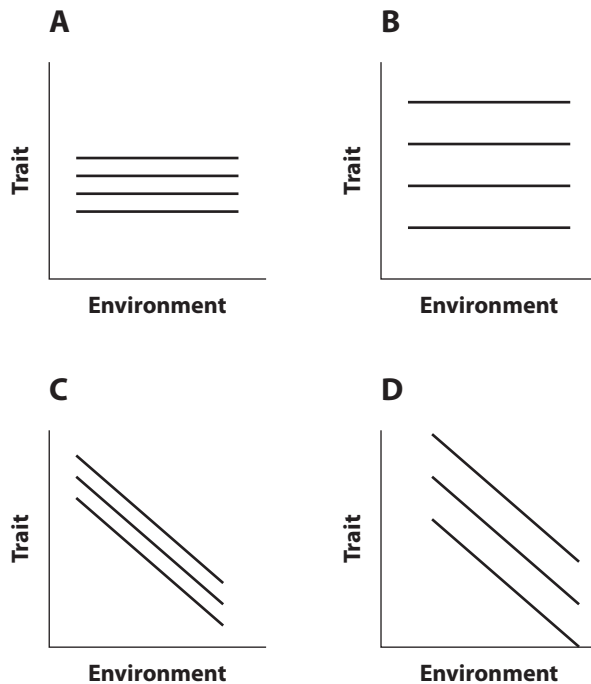 A
B
Trait
Trait
Environment
Environment
C
D
Trait
Trait
Environment
Environment